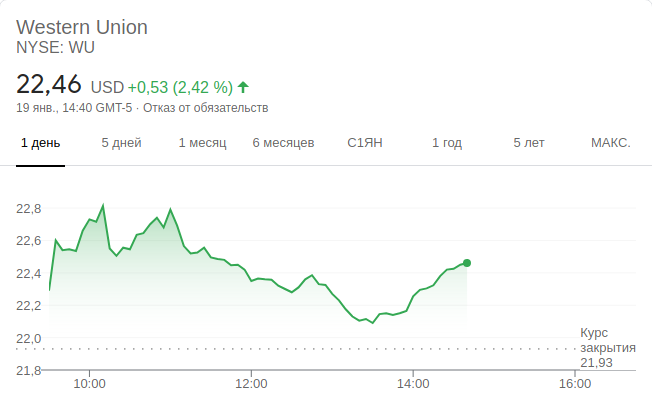 Western Union
NYSE: WU
22,46 USD +0,53 (2,42 %)
19 янв., 14:40 GMT-5 · Отказ от обязательств
1 день 5 дней 1 месяц 6 месяцев С1ЯН 1 год 5 лет МАКС.
22,8
22,6
22,4
22,2
22,0
21,8
Курс
закрытия
21,93
10:00 12:00 14:00 16:00